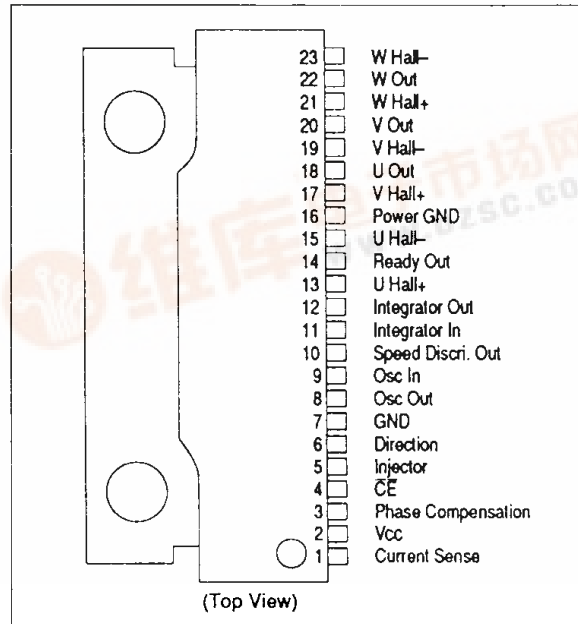 23 W Hall–
22 W Out
21 W Hall+
20 V Out
19 V Hall–
18 U Out
17 V Hall+
16 Power GND
15 U Hall–
14 Ready Out
13 U Hall+
12 Integrator Out
11 Integrator In
10 Speed Discri. Out
9 Osc In
8 Osc Out
7 GND
6 Direction
5 Injector
4 C̅E̅
3 Phase Compensation
2 Vcc
1 Current Sense
(Top View)